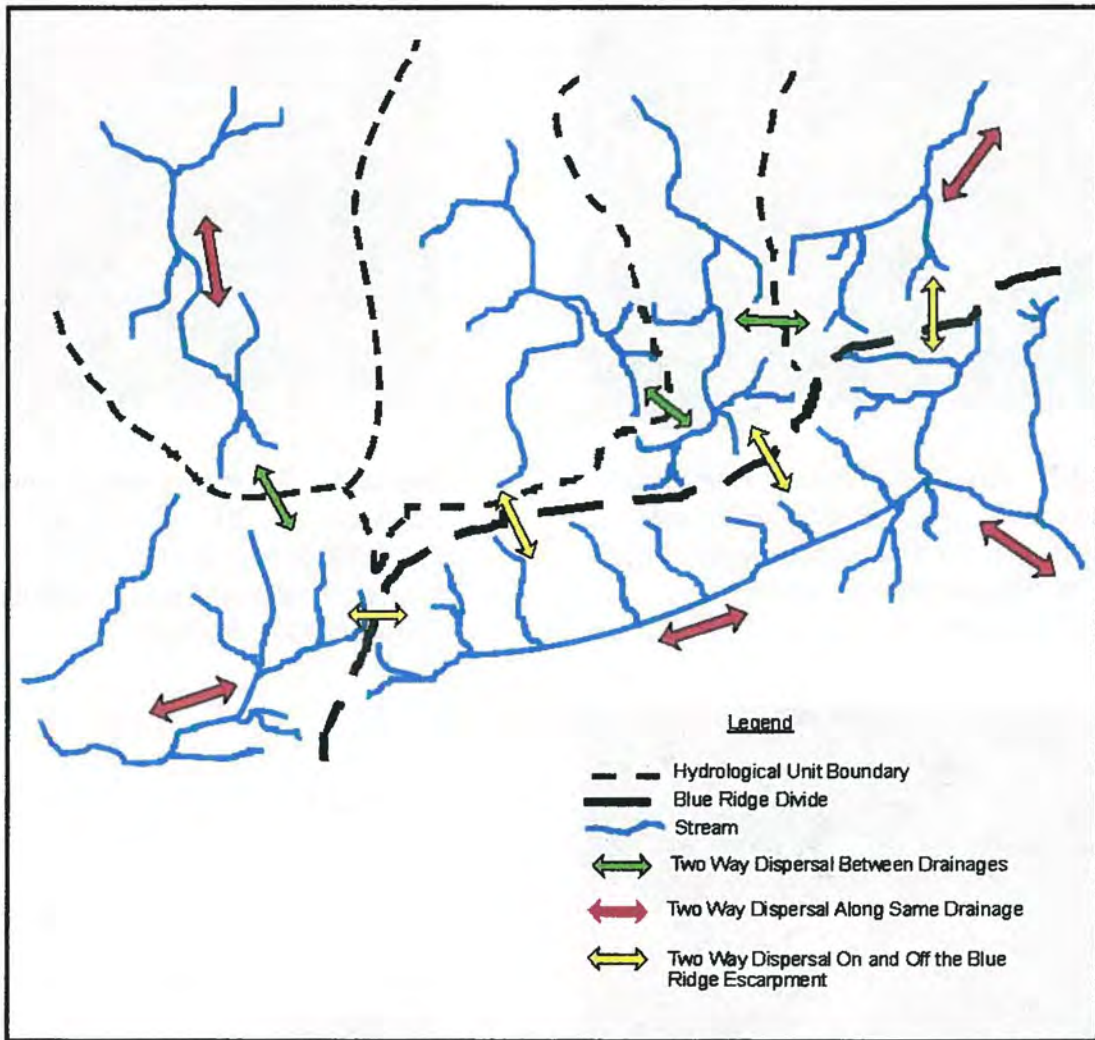 Legend
Hydrological Unit Boundary
Blue Ridge Divide
Stream
Two Way Dispersal Between Drainages
Two Way Dispersal Along Same Drainage
Two Way Dispersal On and Off the Blue
Ridge Escarpment